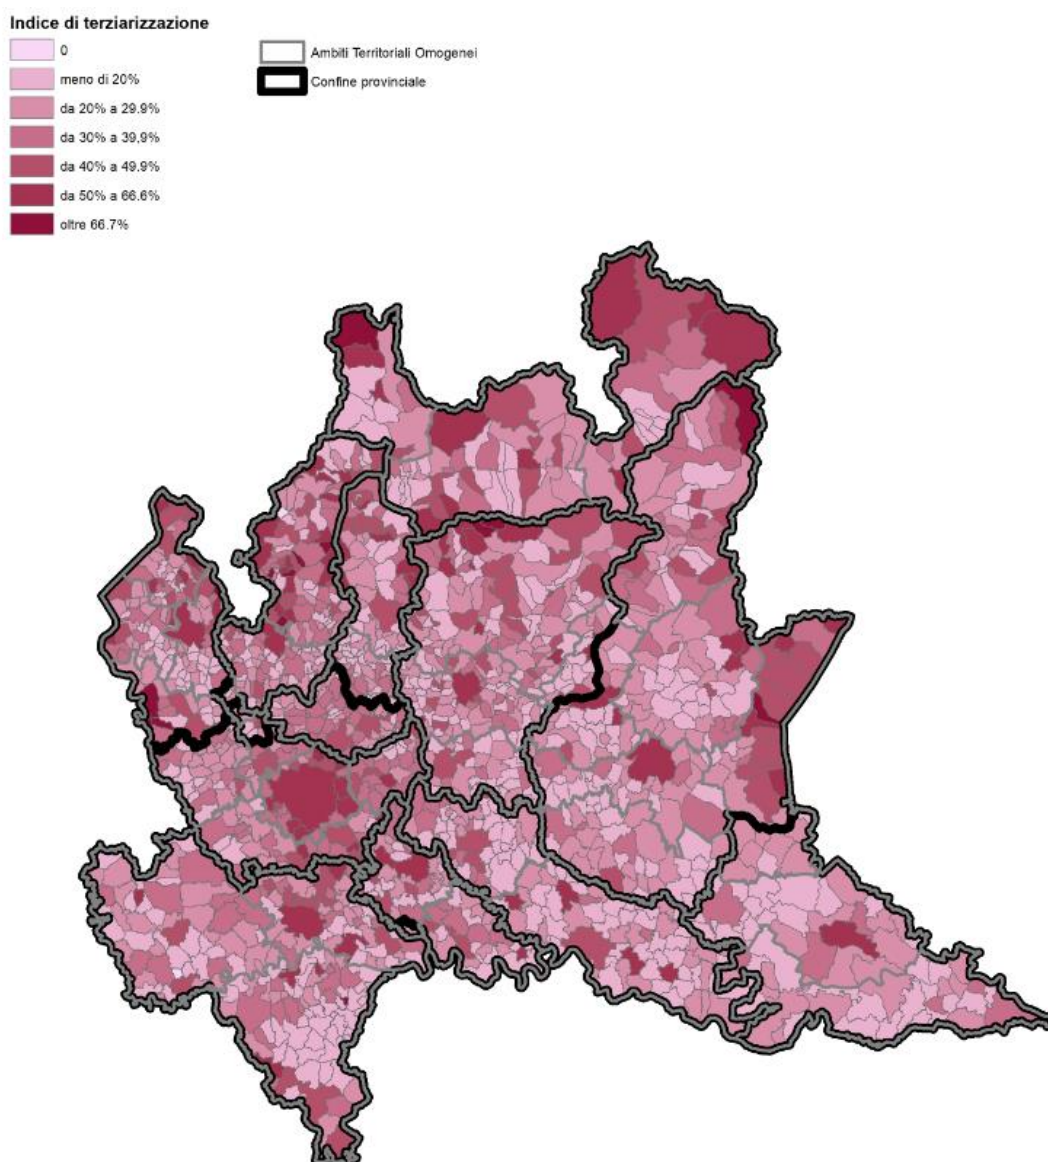 Indice di terziarizzazione
0
meno di 20%
da 20% a 29.9%
da 30% a 39,9%
da 40% a 49.9%
da 50% a 66.6%
oltre 66.7%
Ambiti Territoriali Omogenei
Confine provinciale